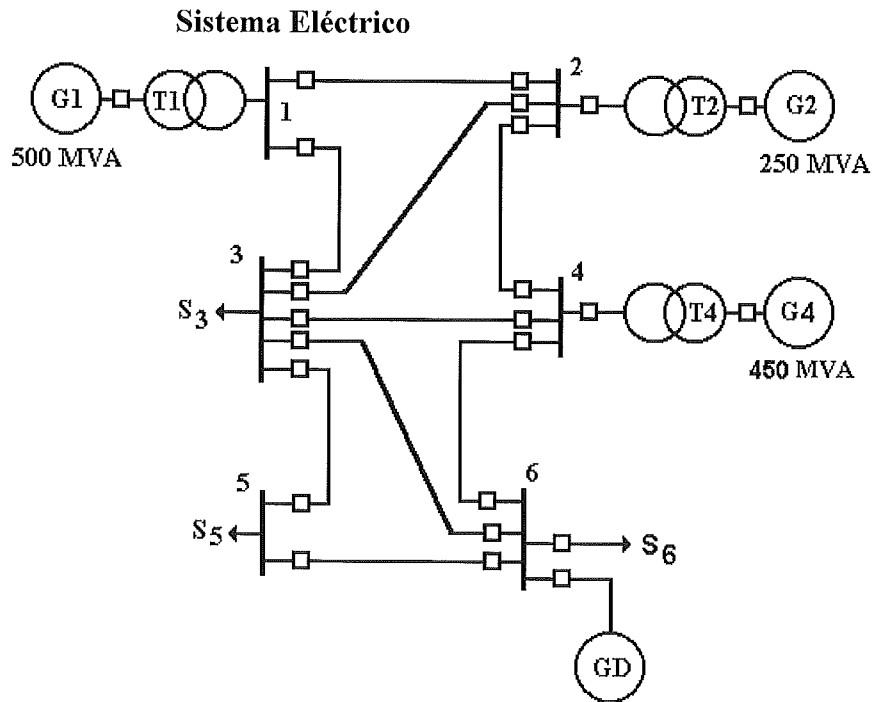 Sistema Eléctrico
G1
T1
500 MVA
1
2
T2
G2
250 MVA
3
S3
4
T4
G4
450 MVA
5
S5
6
S6
GD